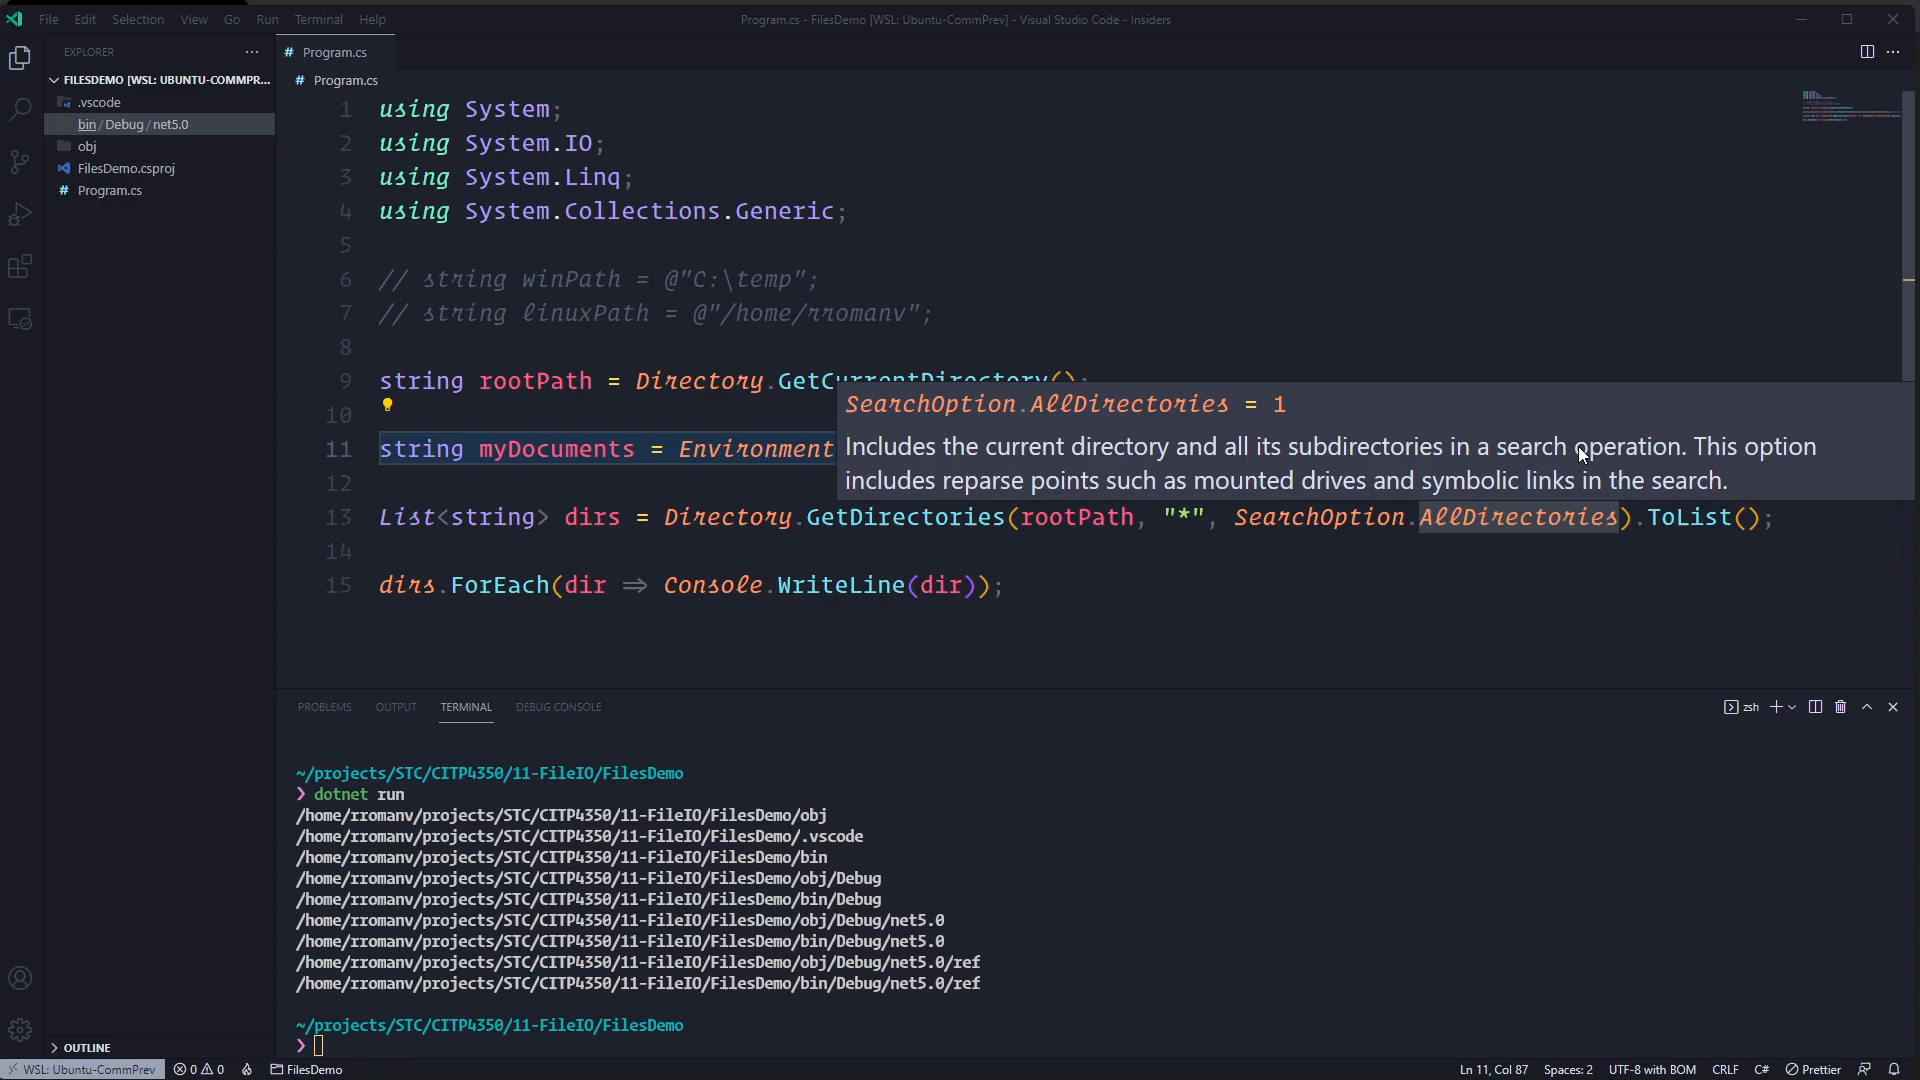 File Edit Selection View Go Run Terminal Help
Program.cs - FilesDemo [WSL: Ubuntu-CommPrev] - Visual Studio Code - Insiders
EXPLORER
FILESDEMO [WSL: UBUNTU-COMMPR...
.vscode
bin / Debug / net5.0
obj
FilesDemo.csproj
# Program.cs
# Program.cs
# Program.cs
1 using System;
2 using System.IO;
3 using System.Linq;
4 using System.Collections.Generic;
5
6 // string winPath = @"C:\temp";
7 // string linuxPath = @"/home/rromanv";
8
9 string rootPath = Directory.GetCurrentDirectory();
10
11 string myDocuments = Environment
SearchOption.AllDirectories = 1
Includes the current directory and all its subdirectories in a search operation. This option
includes reparse points such as mounted drives and symbolic links in the search.
12
13 List<string> dirs = Directory.GetDirectories(rootPath, "*", SearchOption.AllDirectories).ToList();
14
15 dirs.ForEach(dir => Console.WriteLine(dir));
PROBLEMS OUTPUT TERMINAL DEBUG CONSOLE
zsh
~/projects/STC/CITP4350/11-FileIO/FilesDemo
❯ dotnet run
/home/rromanv/projects/STC/CITP4350/11-FileIO/FilesDemo/obj
/home/rromanv/projects/STC/CITP4350/11-FileIO/FilesDemo/.vscode
/home/rromanv/projects/STC/CITP4350/11-FileIO/FilesDemo/bin
/home/rromanv/projects/STC/CITP4350/11-FileIO/FilesDemo/obj/Debug
/home/rromanv/projects/STC/CITP4350/11-FileIO/FilesDemo/bin/Debug
/home/rromanv/projects/STC/CITP4350/11-FileIO/FilesDemo/obj/Debug/net5.0
/home/rromanv/projects/STC/CITP4350/11-FileIO/FilesDemo/bin/Debug/net5.0
/home/rromanv/projects/STC/CITP4350/11-FileIO/FilesDemo/obj/Debug/net5.0/ref
/home/rromanv/projects/STC/CITP4350/11-FileIO/FilesDemo/bin/Debug/net5.0/ref
~/projects/STC/CITP4350/11-FileIO/FilesDemo
❯
OUTLINE
WSL: Ubuntu-CommPrev 0 0 FilesDemo Ln 11, Col 87 Spaces: 2 UTF-8 with BOM CRLF C# Prettier